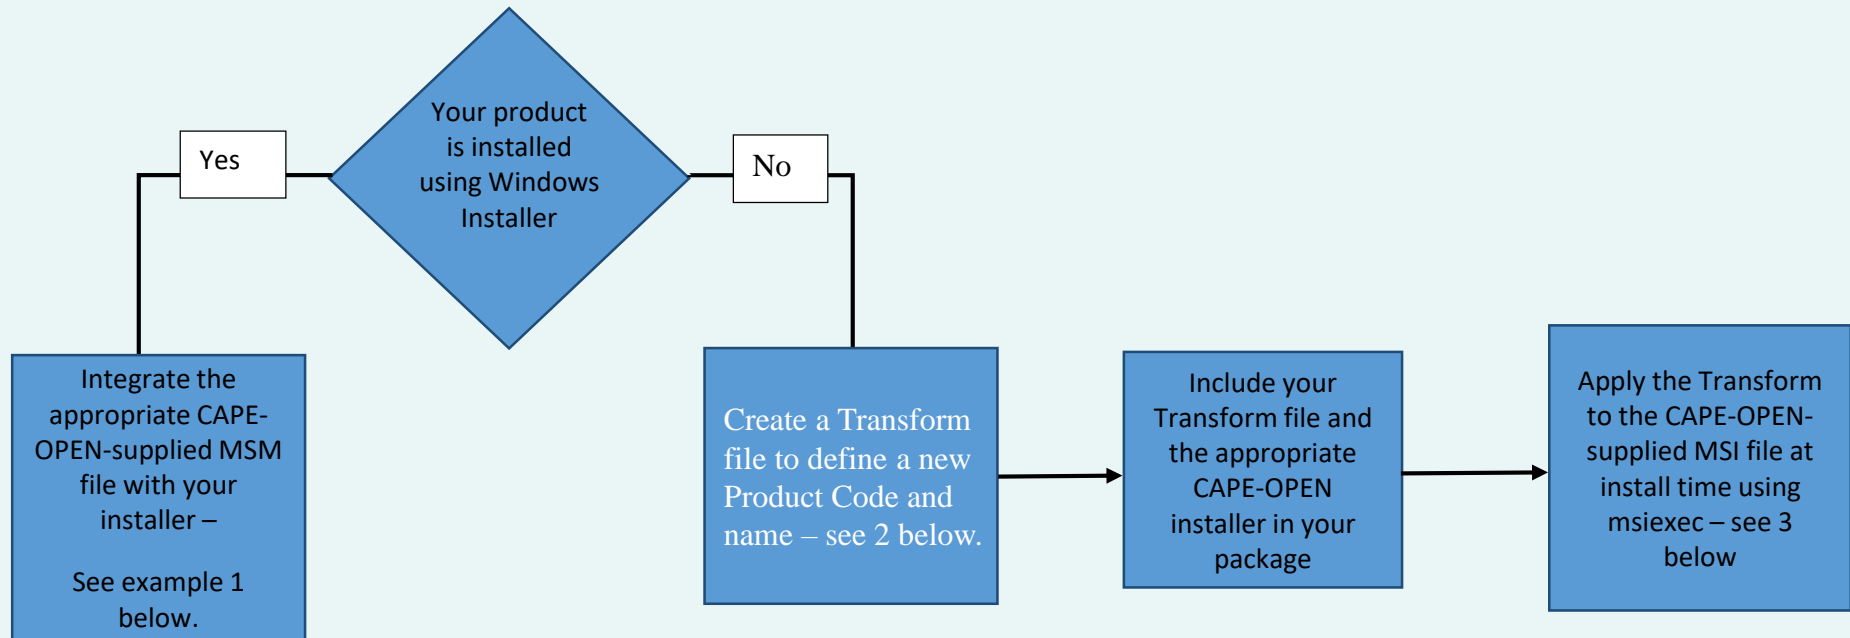 Your product
is installed
using Windows
Installer
Yes
No
Integrate the
appropriate CAPE-
OPEN-supplied MSM
file with your
installer –
See example 1
below.
Create a Transform
file to define a new
Product Code and
name – see 2 below.
Include your
Transform file and
the appropriate
CAPE-OPEN
installer in your
package
Apply the Transform
to the CAPE-OPEN-
supplied MSI file at
install time using
msiexec – see 3
below